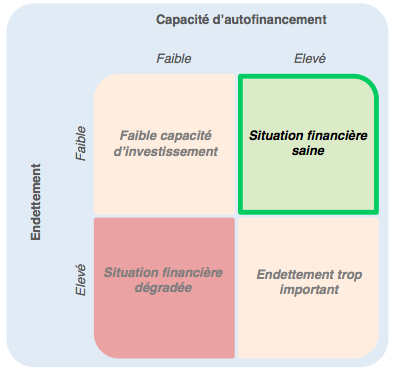 Capacité d'autofinancement
Faible
Elevé
Endettement
Faible
Faible capacité
d'investissement
Situation financière
saine
Elevé
Situation financière
dégradée
Endettement trop
important